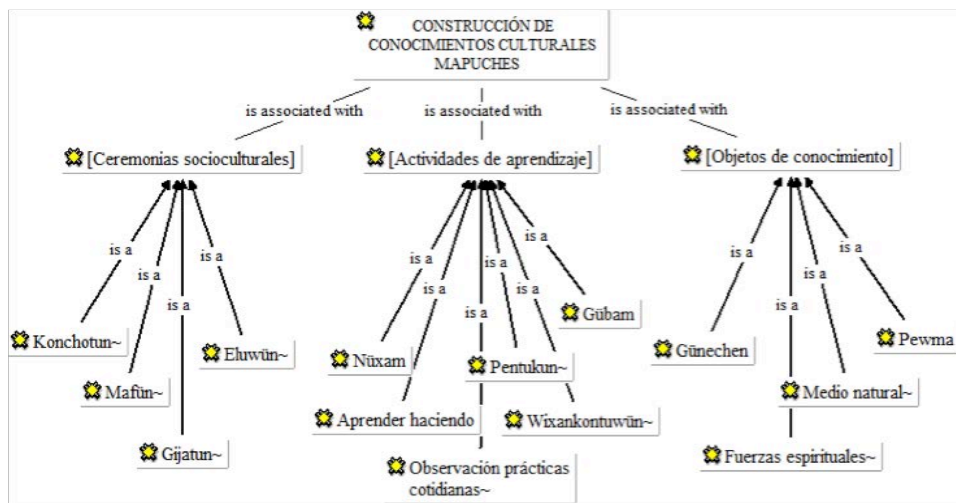 CONSTRUCCIÓN DE
CONOCIMIENTOS CULTURALES
MAPUCHES
is associated with
is associated with
is associated with
[Ceremonias socioculturales]
[Actividades de aprendizaje]
[Objetos de conocimiento]
is a
is a
is a
is a
is a
is a
is a
is a
is a
is a
is a
is a
is a
is a
Konchotun~
Mafün~
Gijatun~
Eluwün~
Nüxam
Aprender haciendo
Observación prácticas
cotidianas~
Pentukun~
Wixankontuwün~
Gübam
Günechen
Fuerzas espirituales~
Medio natural~
Pewma